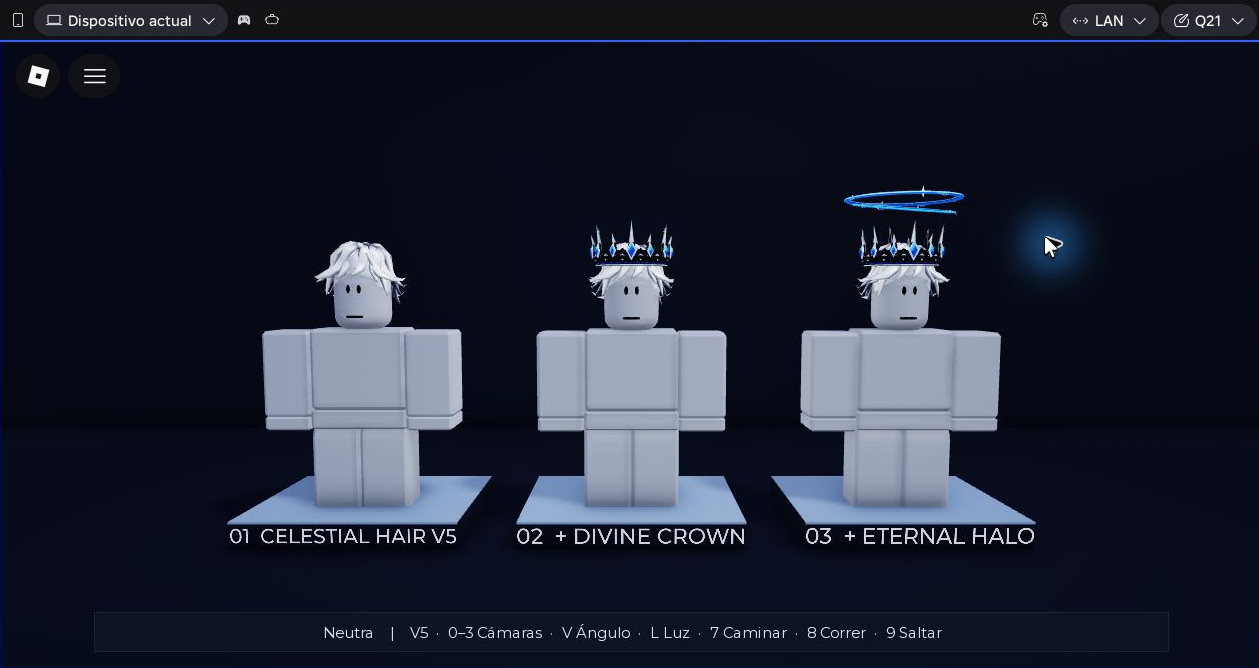 Dispositivo actual
LAN
Q21
01 CELESTIAL HAIR V5
02 + DIVINE CROWN
03 + ETERNAL HALO
Neutra | V5 · 0–3 Cámaras · V Ángulo · L Luz · 7 Caminar · 8 Correr · 9 Saltar